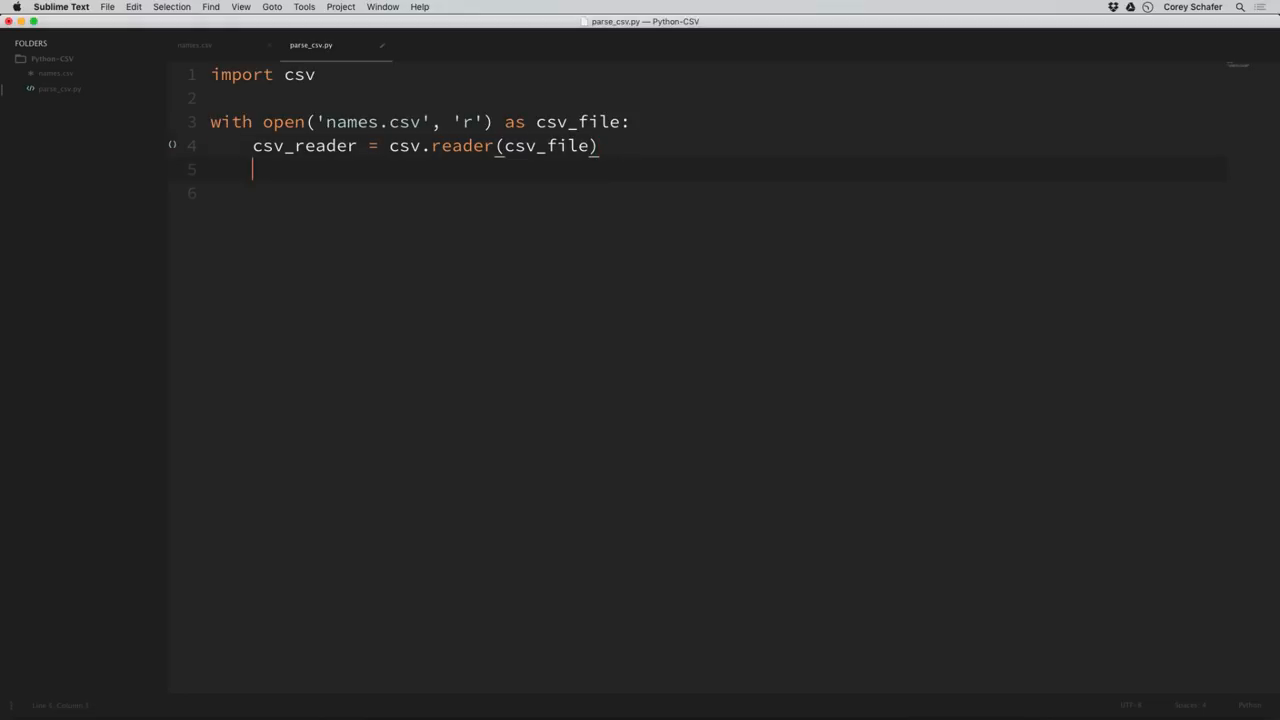 Sublime Text File Edit Selection Find View Goto Tools Project Window Help Corey Schafer
parse_csv.py — Python-CSV
FOLDERS
Python-CSV
names.csv
parse_csv.py
names.csv parse_csv.py
1 import csv
2
3 with open('names.csv', 'r') as csv_file:
4 csv_reader = csv.reader(csv_file)
5
6
Line 5, Column 5 UTF-8 Spaces: 4 Python